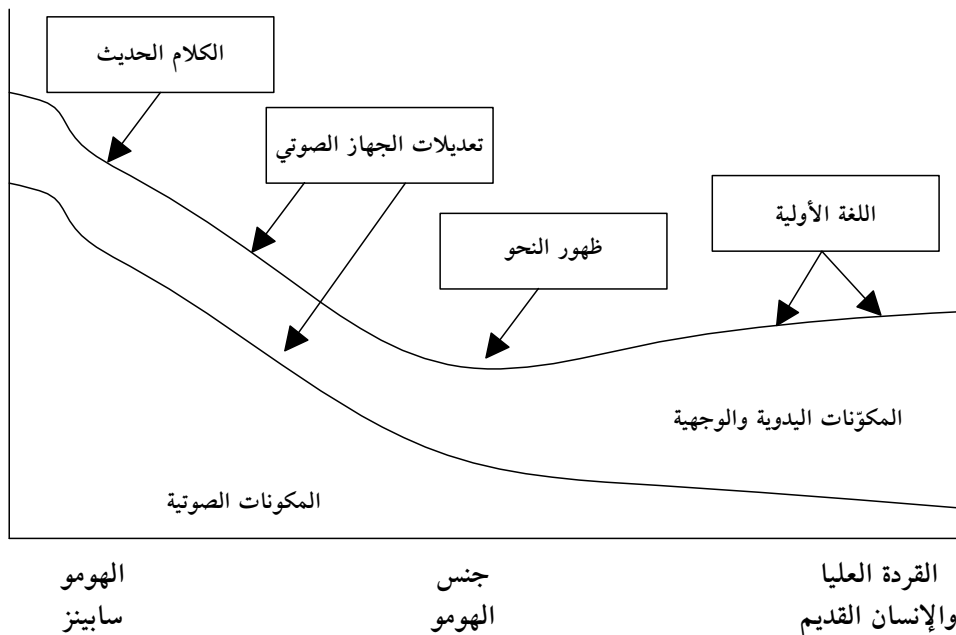 الكلام الحديث
تعديلات الجهاز الصوتي
ظهور النحو
اللغة الأولية
المكوّنات اليدوية والوجهية
المكونات الصوتية
القردة العليا
والإنسان القديم
جنس
الهومو
الهومو
سابينز